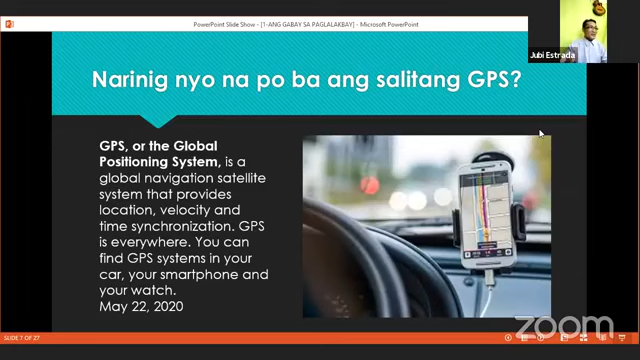 PowerPoint Slide Show - [1-ANG GABAY SA PAGLALAKBAY] - Microsoft PowerPoint
Jubi Estrada
Narinig nyo na po ba ang salitang GPS?
GPS, or the Global
Positioning System, is a
global navigation satellite
system that provides
location, velocity and
time synchronization. GPS
is everywhere. You can
find GPS systems in your
car, your smartphone and
your watch.
May 22, 2020
SLIDE 7 OF 27
zoom